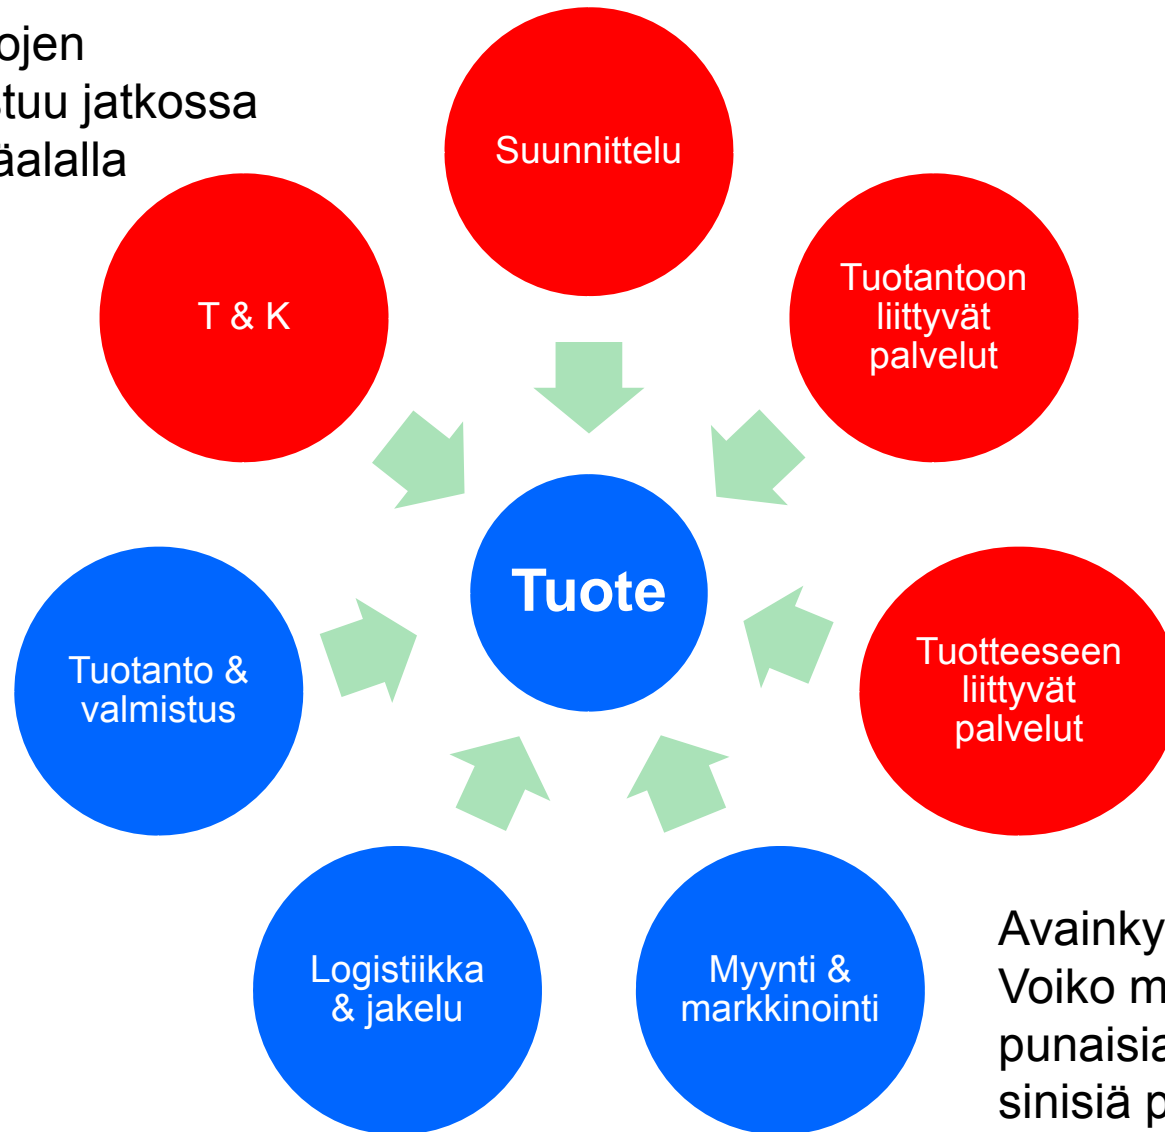 ojen
stuu jatkossa
äalalla
Suunnittelu
T & K
Tuotantoon
liittyvät
palvelut
Tuote
Tuotanto &
valmistus
Tuotteeseen
liittyvät
palvelut
Logistiikka
& jakelu
Myynti &
markkinointi
Avainky
Voiko m
punaisia
sinisiä p